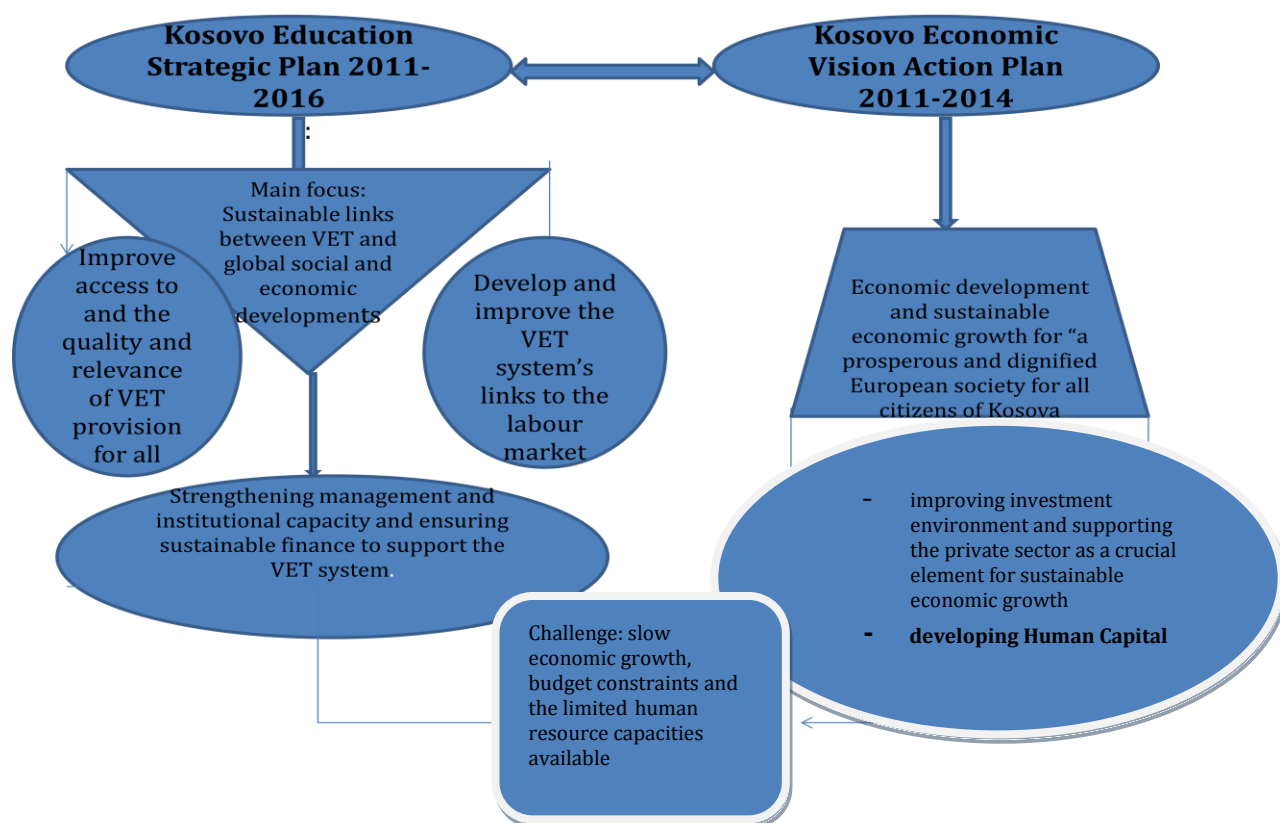 Kosovo Education
Strategic Plan 2011-
2016
:
Kosovo Economic
Vision Action Plan
2011-2014
Main focus:
Sustainable links
between VET and
global social and
economic
developments
Improve
access to
and the
quality and
relevance
of VET
provision
for all
Develop and
improve the
VET
system’s
links to the
labour
market
Economic development
and sustainable
economic growth for “a
prosperous and dignified
European society for all
citizens of Kosova
Strengthening management and
institutional capacity and ensuring
sustainable finance to support the
VET system.
- improving investment
environment and supporting
the private sector as a crucial
element for sustainable
economic growth
- developing Human Capital
Challenge: slow
economic growth,
budget constraints and
the limited human
resource capacities
available